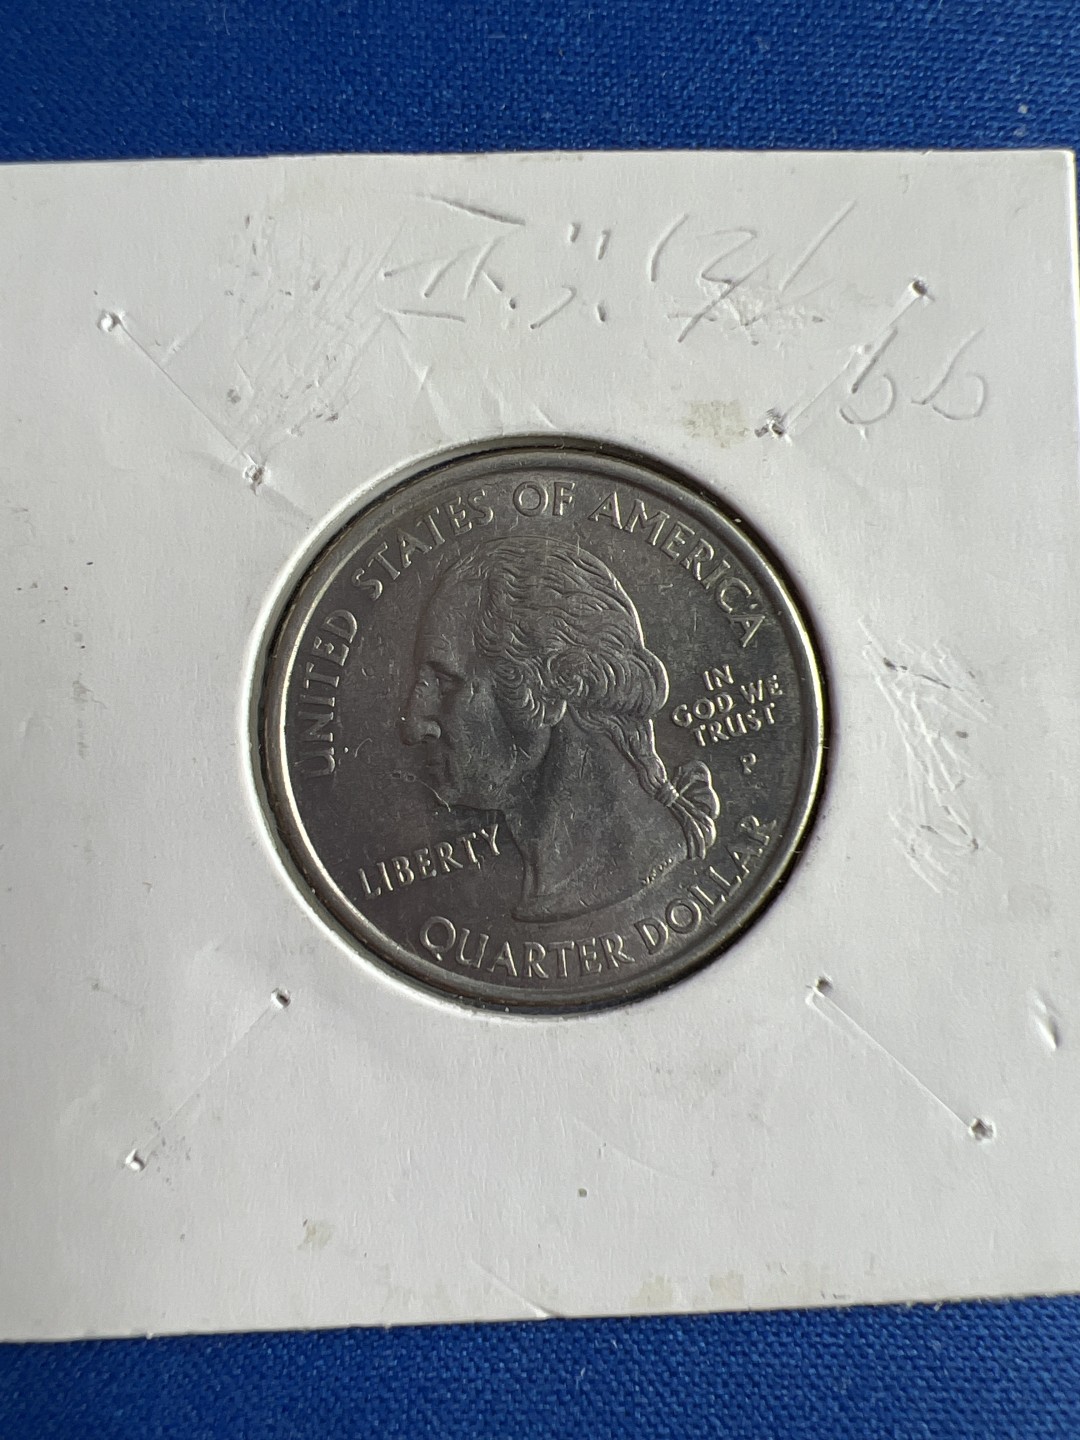 UNITED STATES OF AMERICA
IN
GOD WE
TRUST
P
LIBERTY
QUARTER DOLLAR